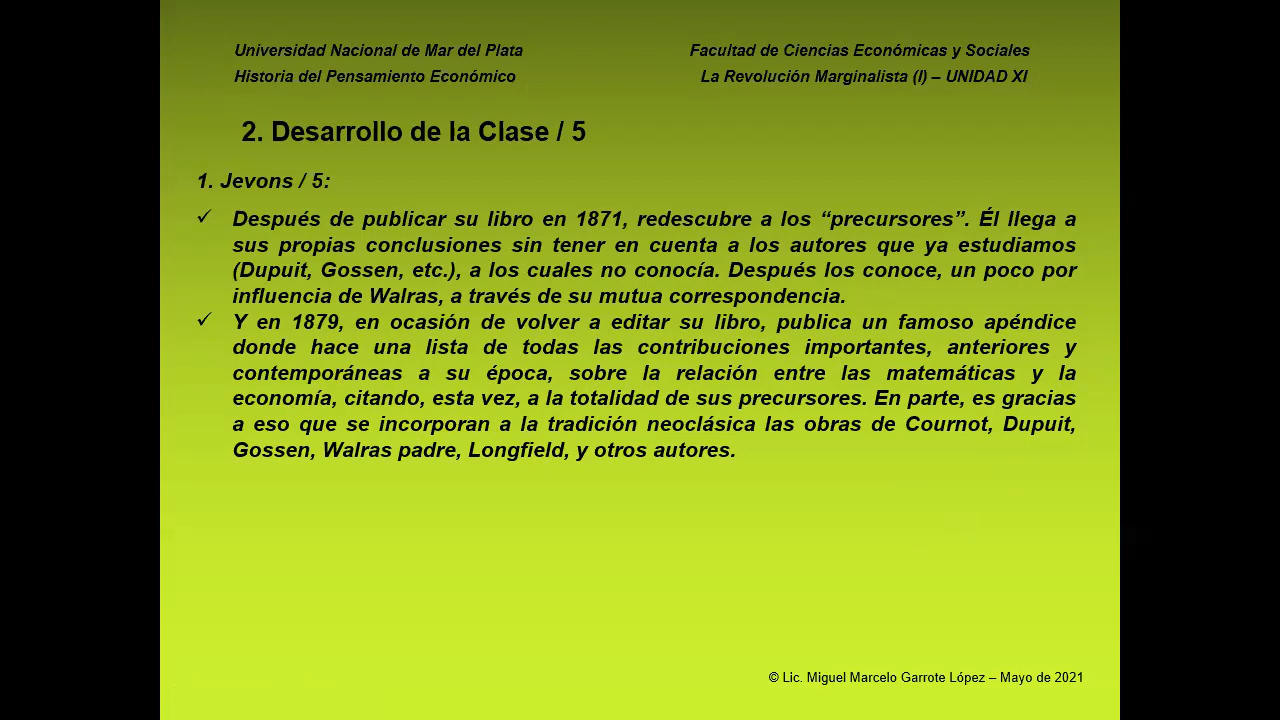 Universidad Nacional de Mar del Plata
Facultad de Ciencias Económicas y Sociales
Historia del Pensamiento Económico
La Revolución Marginalista (I) – UNIDAD XI
2. Desarrollo de la Clase / 5
1. Jevons / 5:
✓ Después de publicar su libro en 1871, redescubre a los “precursores”. Él llega a
sus propias conclusiones sin tener en cuenta a los autores que ya estudiamos
(Dupuit, Gossen, etc.), a los cuales no conocía. Después los conoce, un poco por
influencia de Walras, a través de su mutua correspondencia.
✓ Y en 1879, en ocasión de volver a editar su libro, publica un famoso apéndice
donde hace una lista de todas las contribuciones importantes, anteriores y
contemporáneas a su época, sobre la relación entre las matemáticas y la
economía, citando, esta vez, a la totalidad de sus precursores. En parte, es gracias
a eso que se incorporan a la tradición neoclásica las obras de Cournot, Dupuit,
Gossen, Walras padre, Longfield, y otros autores.
© Lic. Miguel Marcelo Garrote López – Mayo de 2021